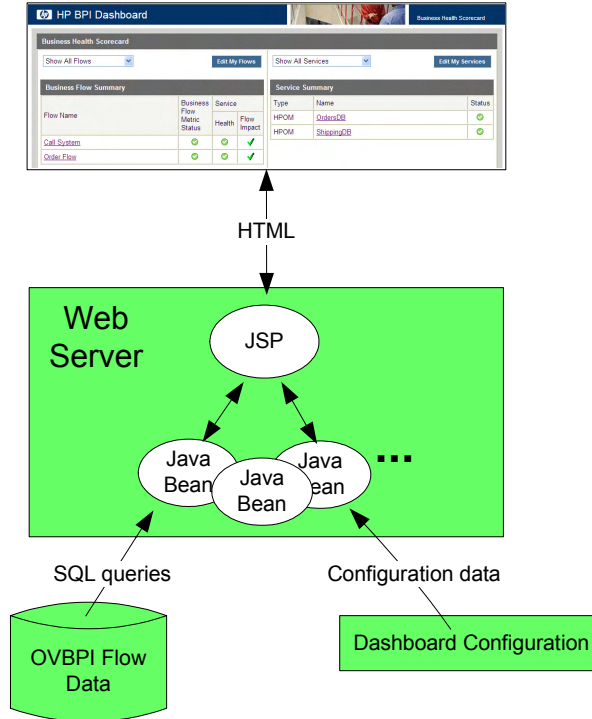 HP BPI Dashboard
Business Health Scorecard
Business Health Scorecard
Show All Flows
Edit My Flows
Show All Services
Edit My Services
Business Flow Summary
Service Summary
Flow Name
Business Flow Metric Status
Service
Health
Flow Impact
Type
Name
Status
HPOM
OrdersDB
HPOM
ShippingDB
Call System
Order Flow
HTML
Web
Server
JSP
Java
Bean
Java
Bean
Java
ean
...
SQL queries
Configuration data
OVBPI Flow
Data
Dashboard Configuration